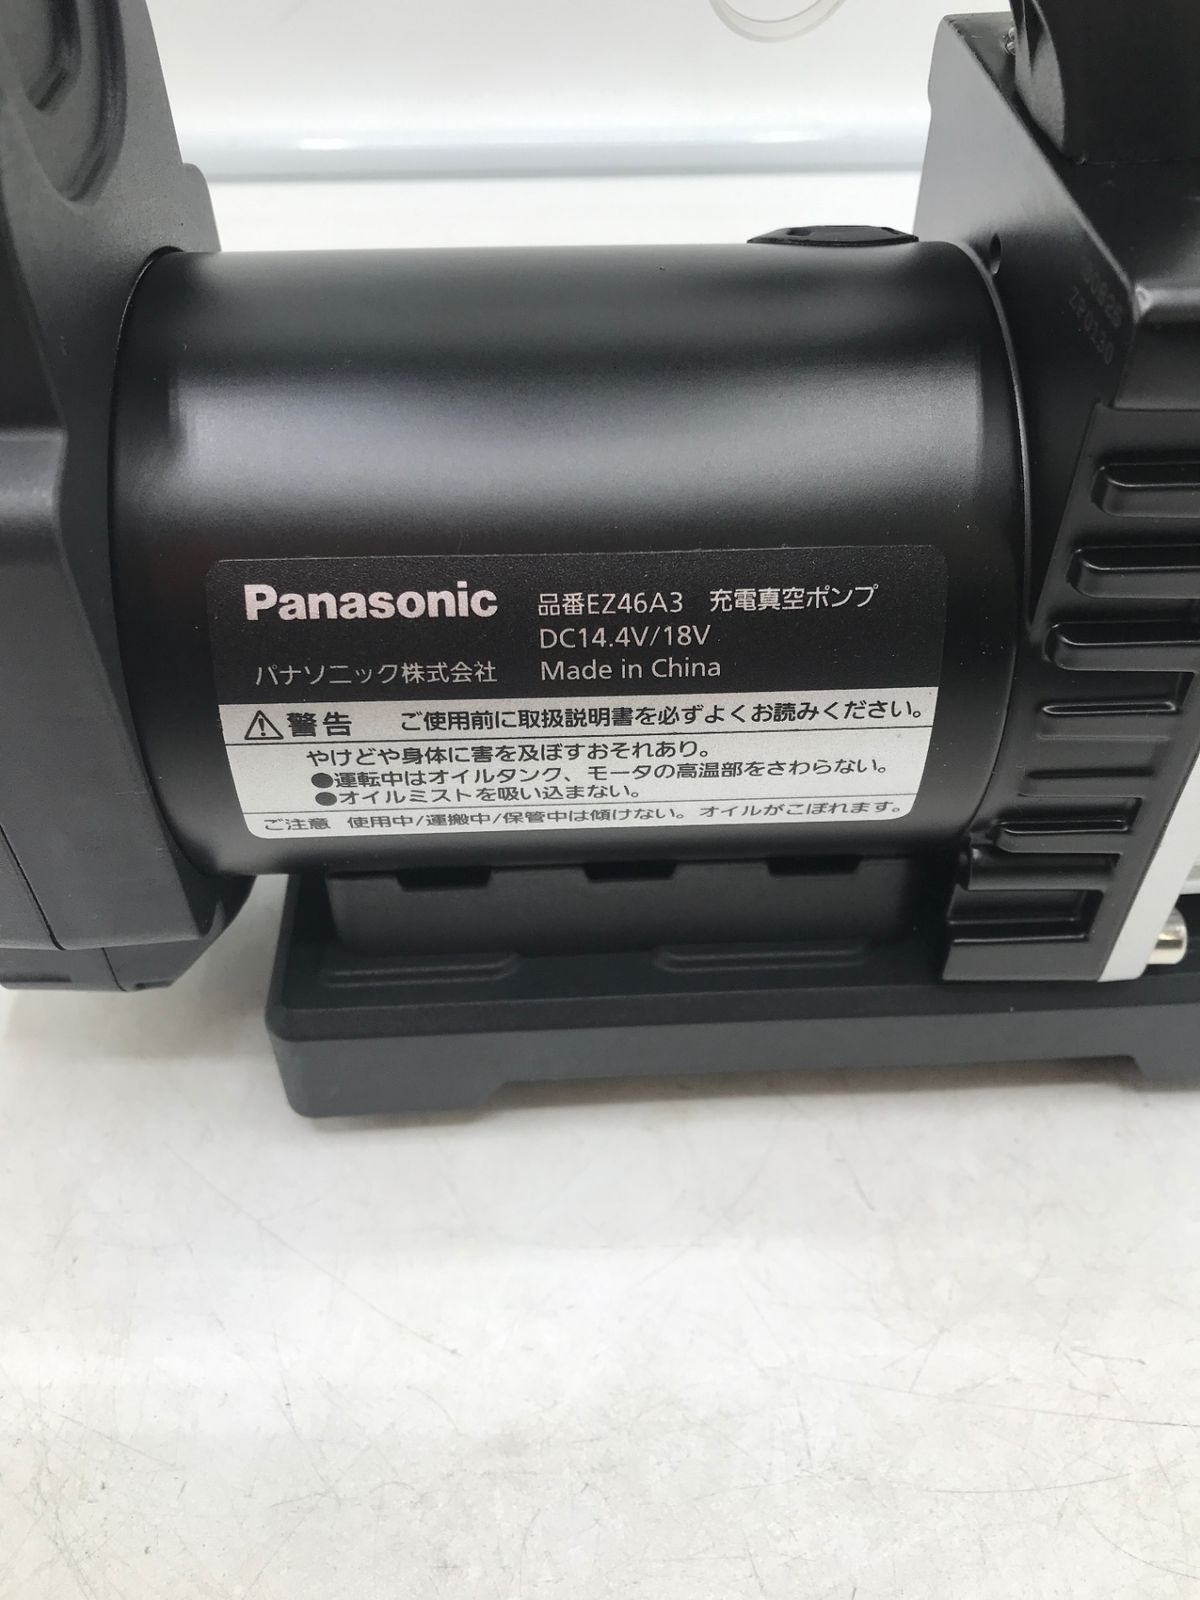 Panasonic
品番EZ46A3 充電真空ポンプ
DC14.4V/18V
パナソニック株式会社 Made in China
警告 ご使用前に取扱説明書を必ずよくお読みください。
やけどや身体に害を及ぼすおそれあり。
●運転中はオイルタンク、モータの高温部をさわらない。
●オイルミストを吸い込まない。
ご注意 使用中/運搬中/保管中は傾けない。オイルがこぼれます。
ZF0130